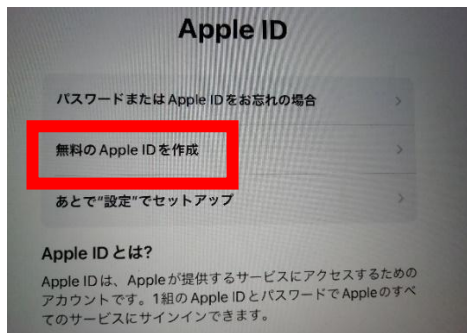 Apple ID
パスワードまたはApple IDをお忘れの場合
無料のApple IDを作成
あとで"設定"でセットアップ
Apple IDとは?
Apple IDは、Appleが提供するサービスにアクセスするための
アカウントです。1組のApple IDとパスワードでAppleのすべ
てのサービスにサインインできます。